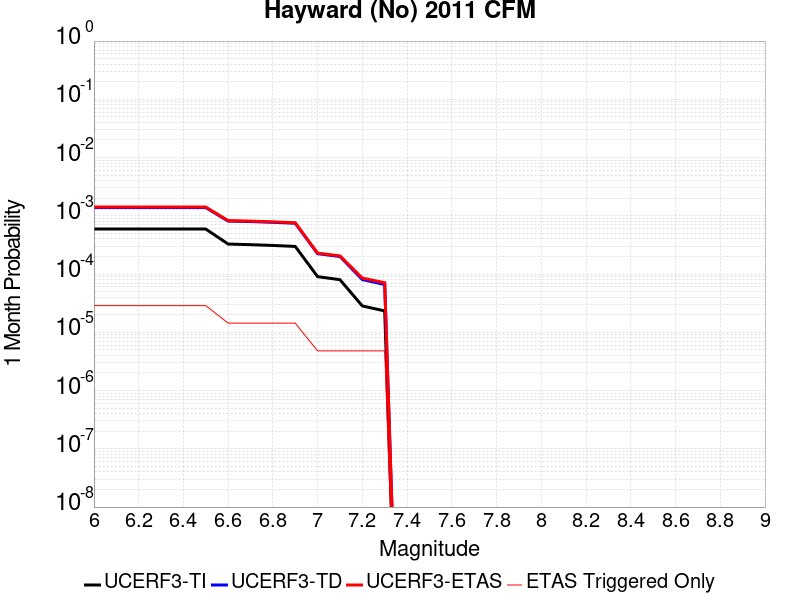 Hayward (No) 2011 CFM
1 Month Probability
10^0
10^-1
10^-2
10^-3
10^-4
10^-5
10^-6
10^-7
10^-8
6 6.2 6.4 6.6 6.8 7 7.2 7.4 7.6 7.8 8 8.2 8.4 8.6 8.8 9
Magnitude
UCERF3-TI UCERF3-TD UCERF3-ETAS ETAS Triggered Only